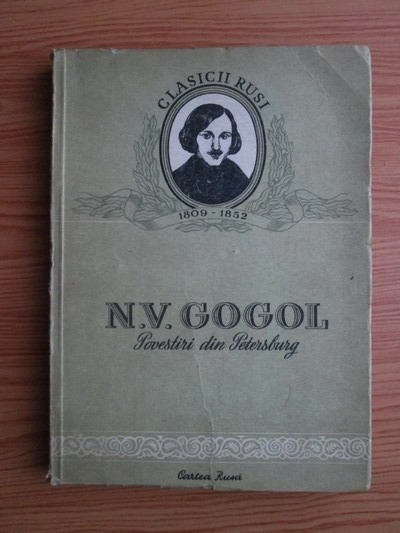 CLASICII RUSI
1809-1852
N.V. GOGOL
Povestiri din Petersburg
Cartea Rusă